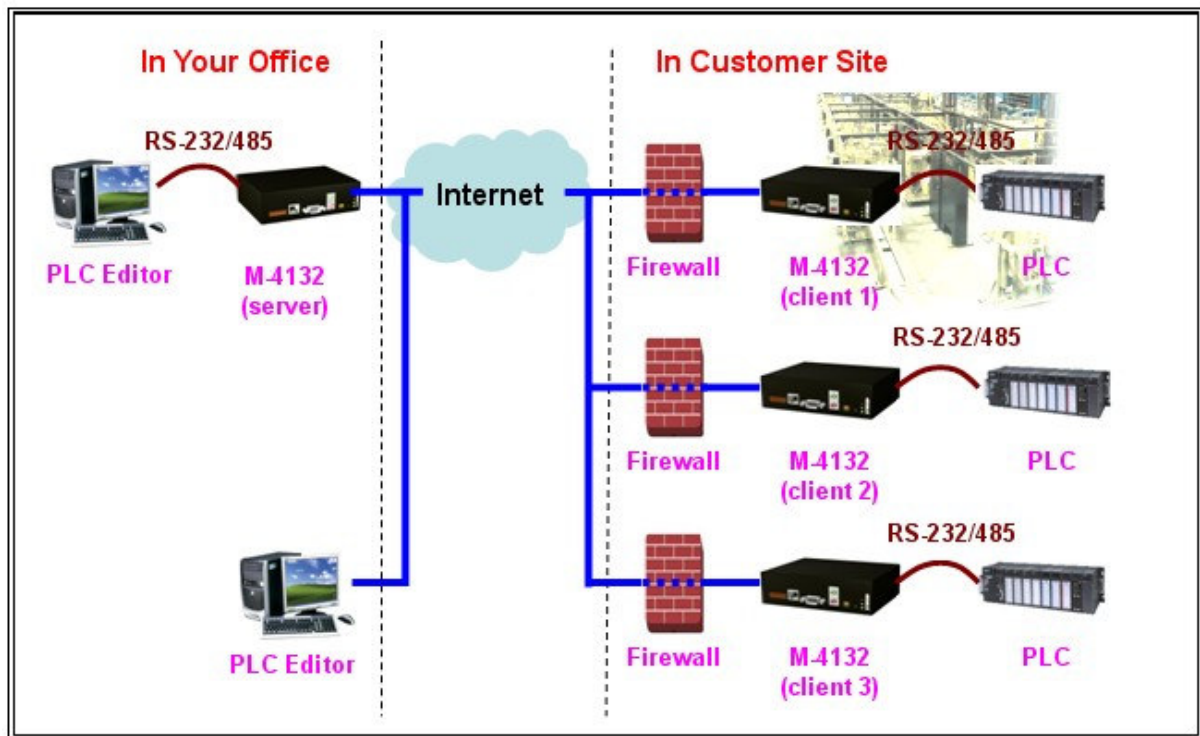 In Your Office
In Customer Site
RS-232/485
RS-232/485
Internet
PLC Editor
M-4132
(server)
Firewall
M-4132
(client 1)
PLC
RS-232/485
Firewall
M-4132
(client 2)
PLC
RS-232/485
PLC Editor
Firewall
M-4132
(client 3)
PLC